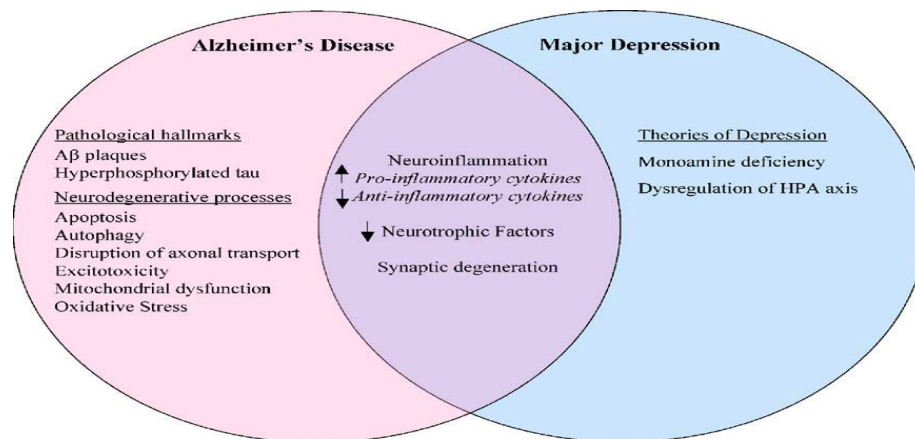 Alzheimer's Disease
Major Depression
Pathological hallmarks
Aβ plaques
Hyperphosphorylated tau
Neurodegenerative processes
Apoptosis
Autophagy
Disruption of axonal transport
Excitotoxicity
Mitochondrial dysfunction
Oxidative Stress
Neuroinflammation
↑ Pro-inflammatory cytokines
↓ Anti-inflammatory cytokines
↓ Neurotrophic Factors
Synaptic degeneration
Theories of Depression
Monoamine deficiency
Dysregulation of HPA axis